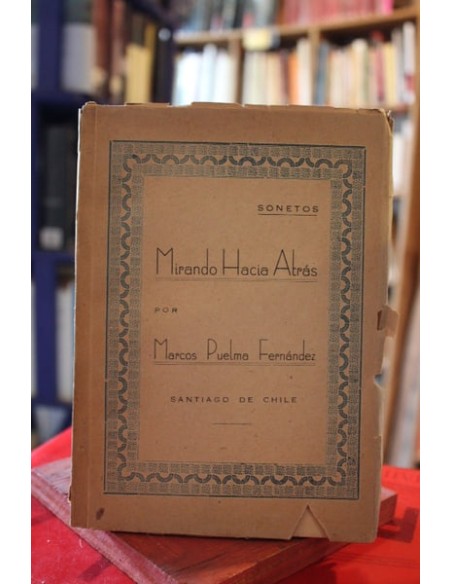 SONETOS
Mirando Hacia Atrás
POR
Marcos Puelma Fernández
SANTIAGO DE CHILE